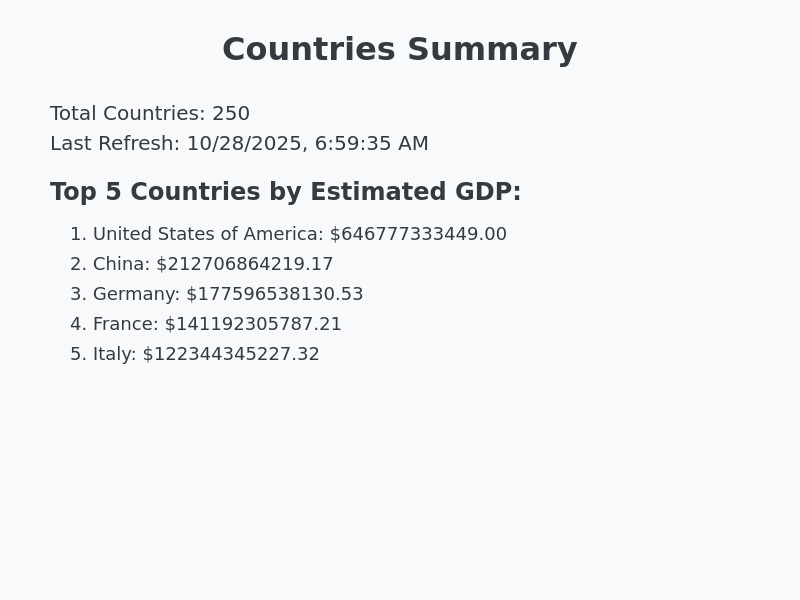 Countries Summary
Total Countries: 250
Last Refresh: 10/28/2025, 6:59:35 AM
Top 5 Countries by Estimated GDP:
1. United States of America: $646777333449.00
2. China: $212706864219.17
3. Germany: $177596538130.53
4. France: $141192305787.21
5. Italy: $122344345227.32